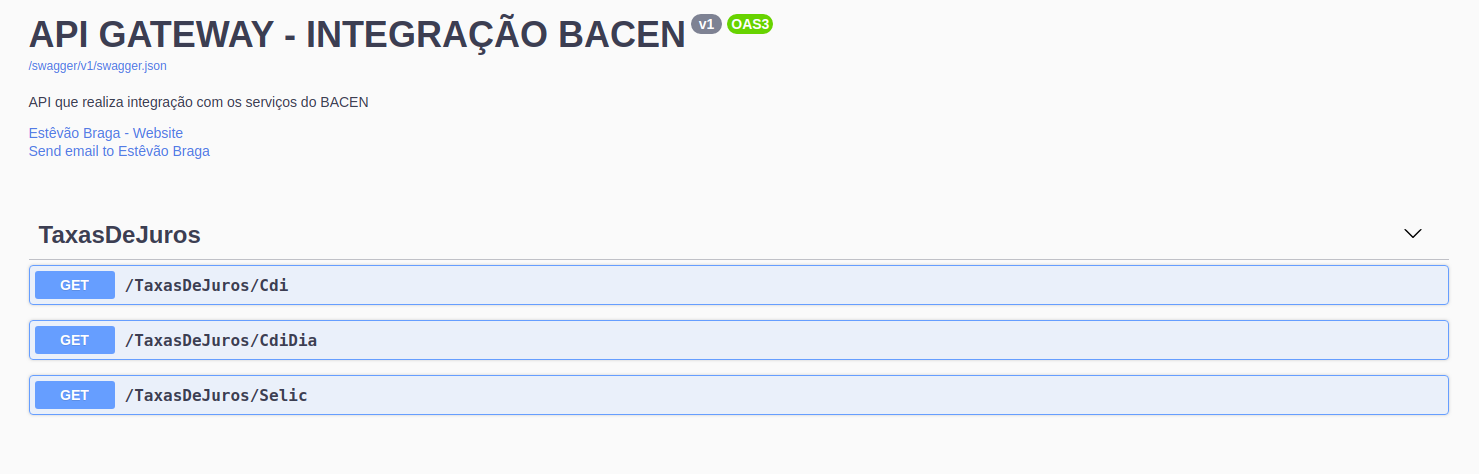 API GATEWAY - INTEGRAÇÃO BACEN v1 OAS3
/swagger/v1/swagger.json
API que realiza integração com os serviços do BACEN
Estêvão Braga - Website
Send email to Estêvão Braga
TaxasDeJuros
GET /TaxasDeJuros/Cdi
GET /TaxasDeJuros/CdiDia
GET /TaxasDeJuros/Selic